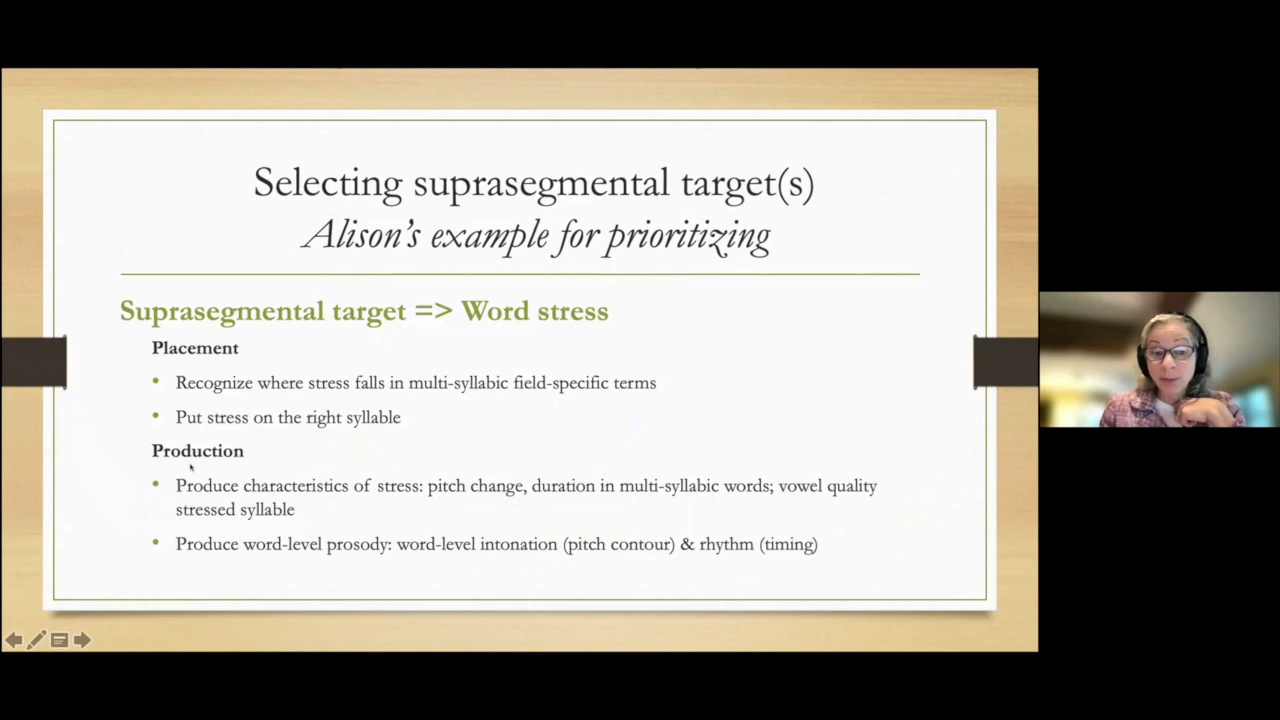 Selecting suprasegmental target(s)
Alison's example for prioritizing
Suprasegmental target => Word stress
Placement
• Recognize where stress falls in multi-syllabic field-specific terms
• Put stress on the right syllable
Production
• Produce characteristics of stress: pitch change, duration in multi-syllabic words; vowel quality
stressed syllable
• Produce word-level prosody: word-level intonation (pitch contour) & rhythm (timing)